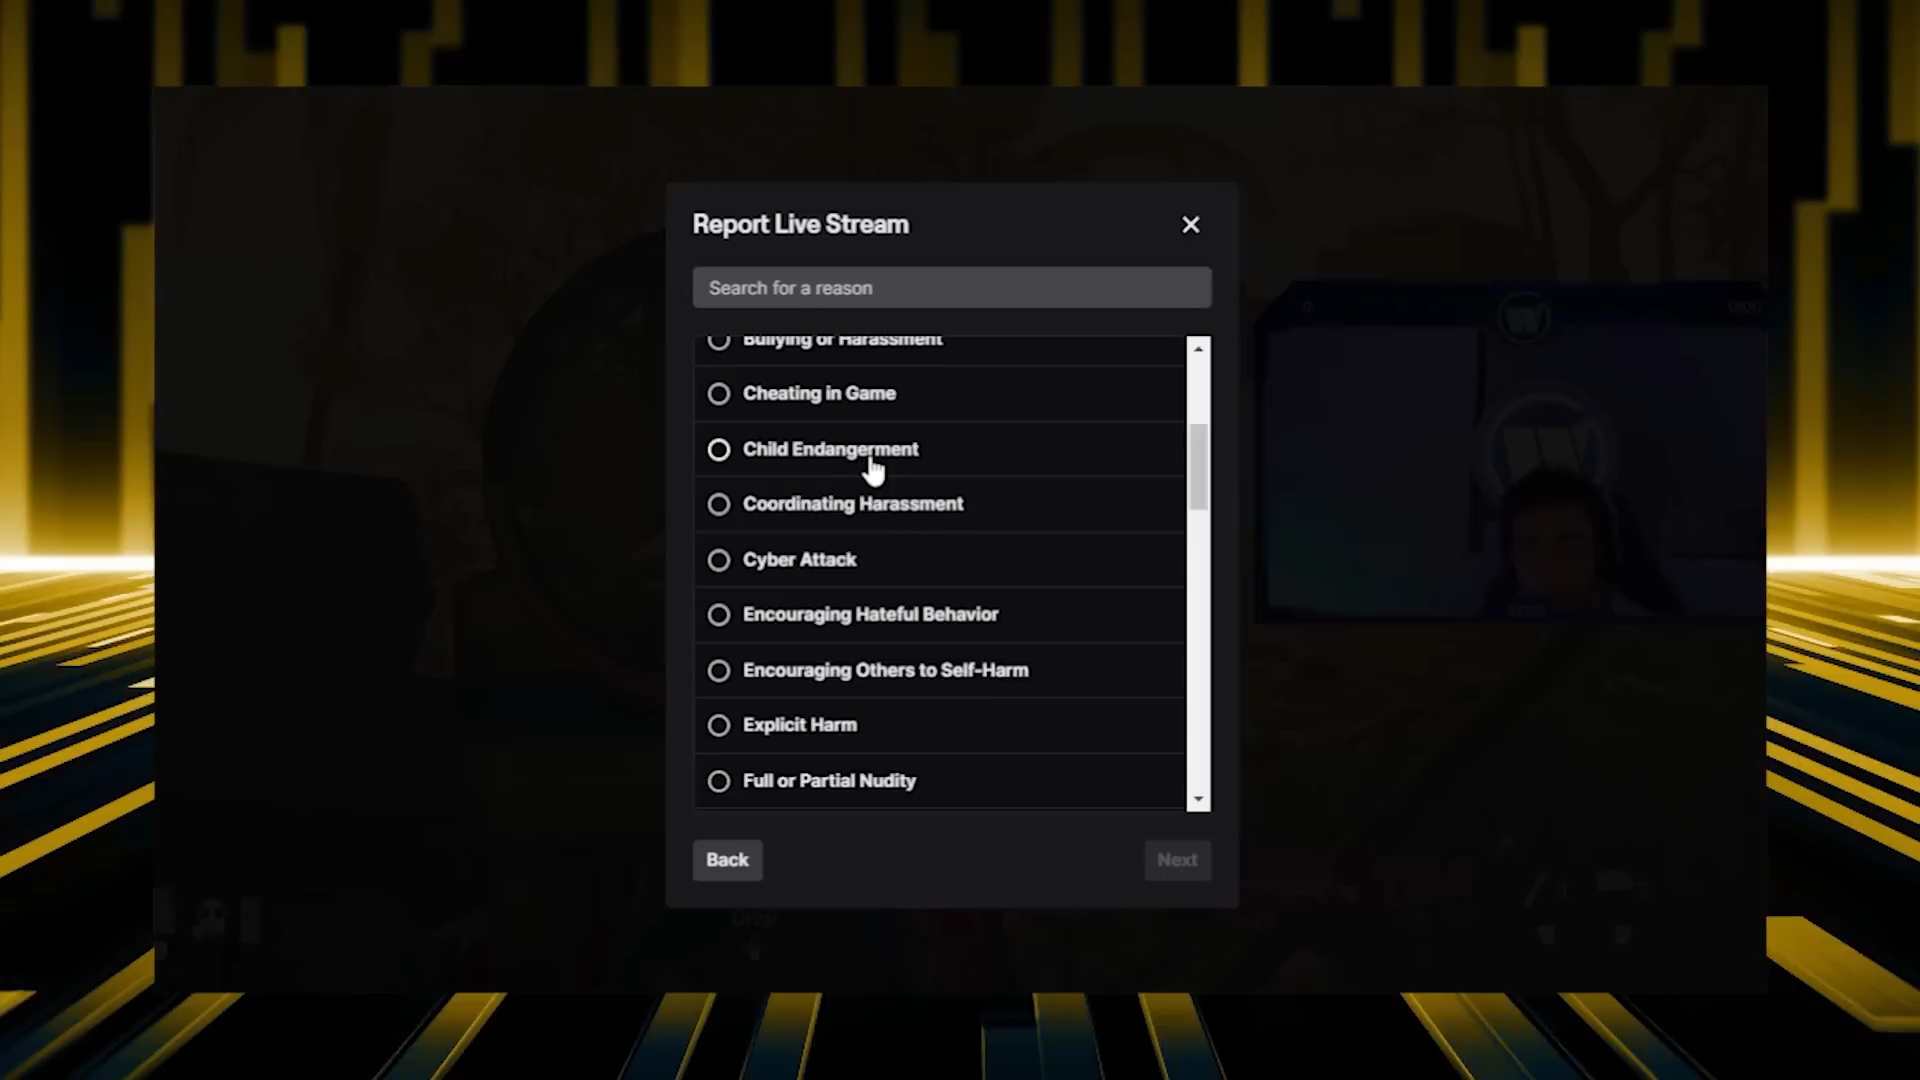 Report Live Stream
Search for a reason
Bullying or Harassment
Cheating in Game
Child Endangerment
Coordinating Harassment
Cyber Attack
Encouraging Hateful Behavior
Encouraging Others to Self-Harm
Explicit Harm
Full or Partial Nudity
Back
Next
Drop